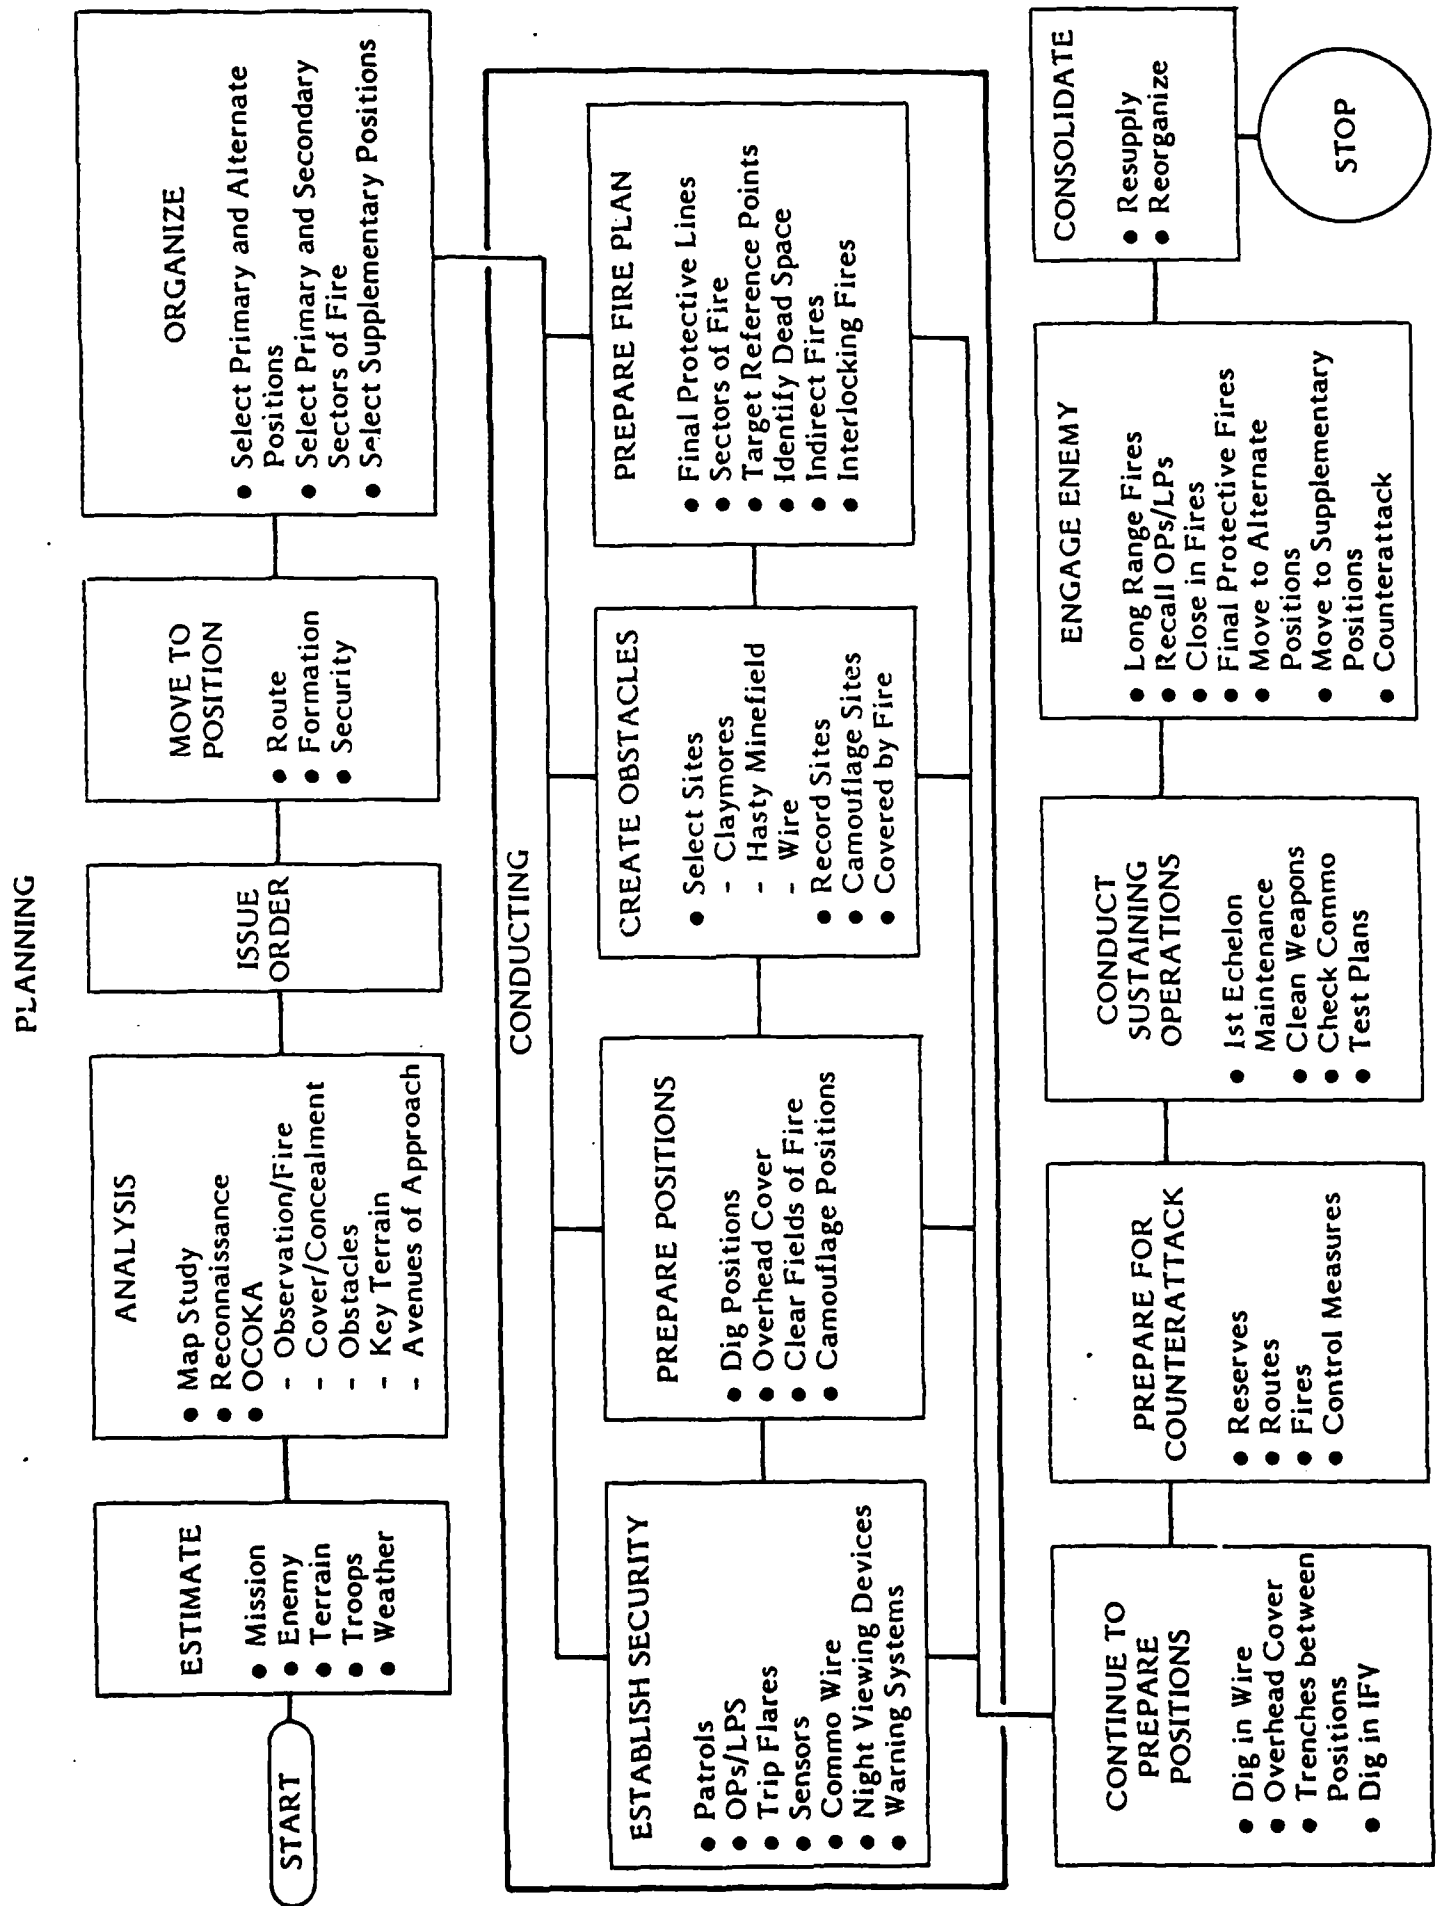 PLANNING
START
ESTIMATE
● Mission
● Enemy
● Terrain
● Troops
● Weather
ANALYSIS
● Map Study
● Reconnaissance
● OCOKA
- Observation/Fire
- Cover/Concealment
- Obstacles
- Key Terrain
- Avenues of Approach
ISSUE
ORDER
MOVE TO
POSITION
● Route
● Formation
● Security
ORGANIZE
● Select Primary and Alternate
Positions
● Select Primary and Secondary
Sectors of Fire
● Select Supplementary Positions
CONDUCTING
ESTABLISH SECURITY
● Patrols
● OPs/LPS
● Trip Flares
● Sensors
● Commo Wire
● Night Viewing Devices
● Warning Systems
PREPARE POSITIONS
● Dig Positions
● Overhead Cover
● Clear Fields of Fire
● Camouflage Positions
CREATE OBSTACLES
● Select Sites
- Claymores
- Hasty Minefield
- Wire
● Record Sites
● Camouflage Sites
● Covered by Fire
PREPARE FIRE PLAN
● Final Protective Lines
● Sectors of Fire
● Target Reference Points
● Identify Dead Space
● Indirect Fires
● Interlocking Fires
CONTINUE TO
PREPARE
POSITIONS
● Dig in Wire
● Overhead Cover
● Trenches between
Positions
● Dig in IFV
PREPARE FOR
COUNTERATTACK
● Reserves
● Routes
● Fires
● Control Measures
CONDUCT
SUSTAINING
OPERATIONS
● 1st Echelon
Maintenance
● Clean Weapons
● Check Commo
● Test Plans
ENGAGE ENEMY
● Long Range Fires
● Recall OPs/LPs
● Close in Fires
● Final Protective Fires
● Move to Alternate
Positions
● Move to Supplementary
Positions
● Counterattack
CONSOLIDATE
● Resupply
● Reorganize
STOP